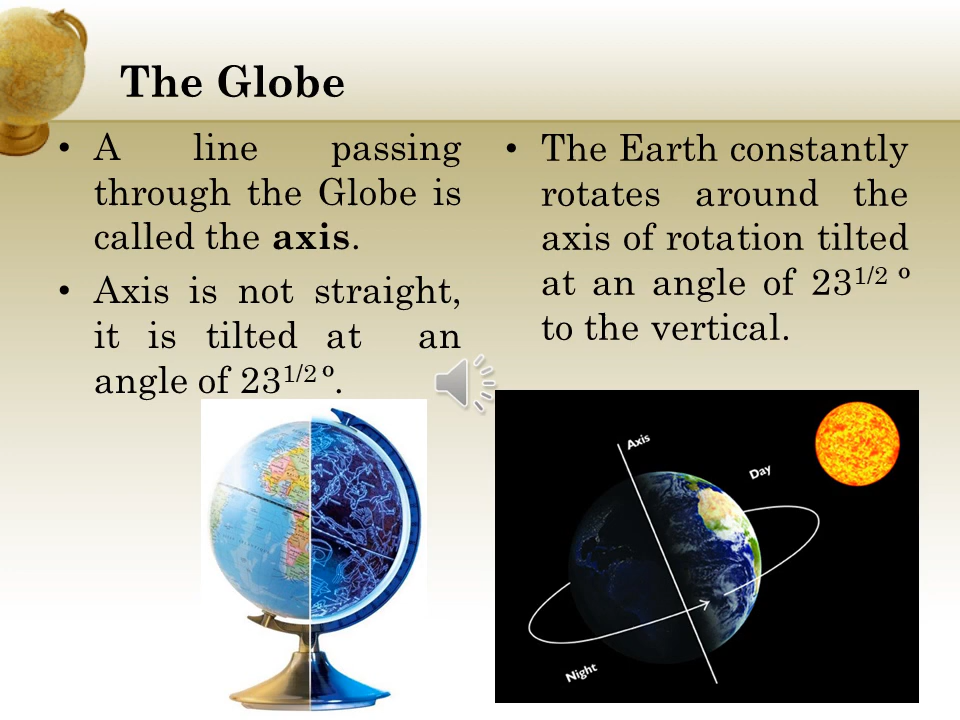 The Globe
• A line passing
through the Globe is
called the axis.
• Axis is not straight,
it is tilted at an
angle of 23 1/2 º.
• The Earth constantly
rotates around the
axis of rotation tilted
at an angle of 23 1/2 º
to the vertical.
Axis
Day
Night